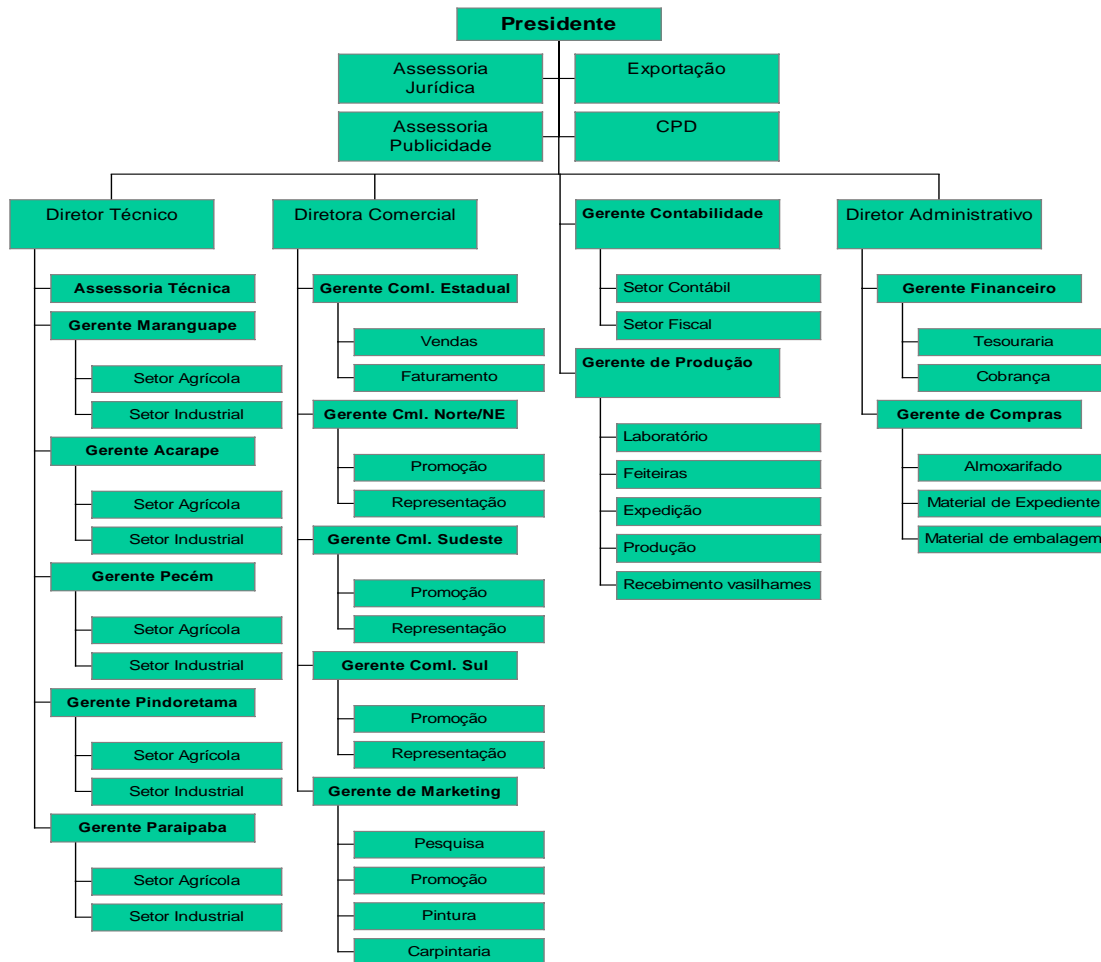 Presidente
Assessoria
Jurídica
Exportação
Assessoria
Publicidade
CPD
Diretor Técnico
Assessoria Técnica
Gerente Maranguape
Setor Agrícola
Setor Industrial
Gerente Acarape
Setor Agrícola
Setor Industrial
Gerente Pecém
Setor Agrícola
Setor Industrial
Gerente Pindoretama
Setor Agrícola
Setor Industrial
Gerente Paraipaba
Setor Agrícola
Setor Industrial
Diretora Comercial
Gerente Coml. Estadual
Vendas
Faturamento
Gerente Cml. Norte/NE
Promoção
Representação
Gerente Cml. Sudeste
Promoção
Representação
Gerente Coml. Sul
Promoção
Representação
Gerente de Marketing
Pesquisa
Promoção
Pintura
Carpintaria
Gerente Contabilidade
Setor Contábil
Setor Fiscal
Gerente de Produção
Laboratório
Feiteiras
Expedição
Produção
Recebimento vasilhames
Diretor Administrativo
Gerente Financeiro
Tesouraria
Cobrança
Gerente de Compras
Almoxarifado
Material de Expediente
Material de embalagem